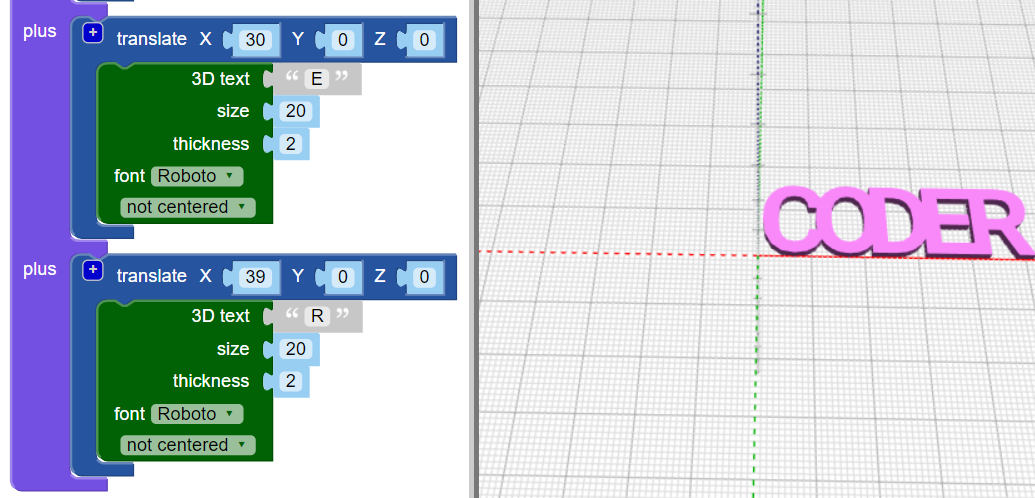 plus + translate X 30 Y 0 Z 0
3D text “ E ”
size 20
thickness 2
font Roboto ▾
not centered ▾
plus + translate X 39 Y 0 Z 0
3D text “ R ”
size 20
thickness 2
font Roboto ▾
not centered ▾
CODER